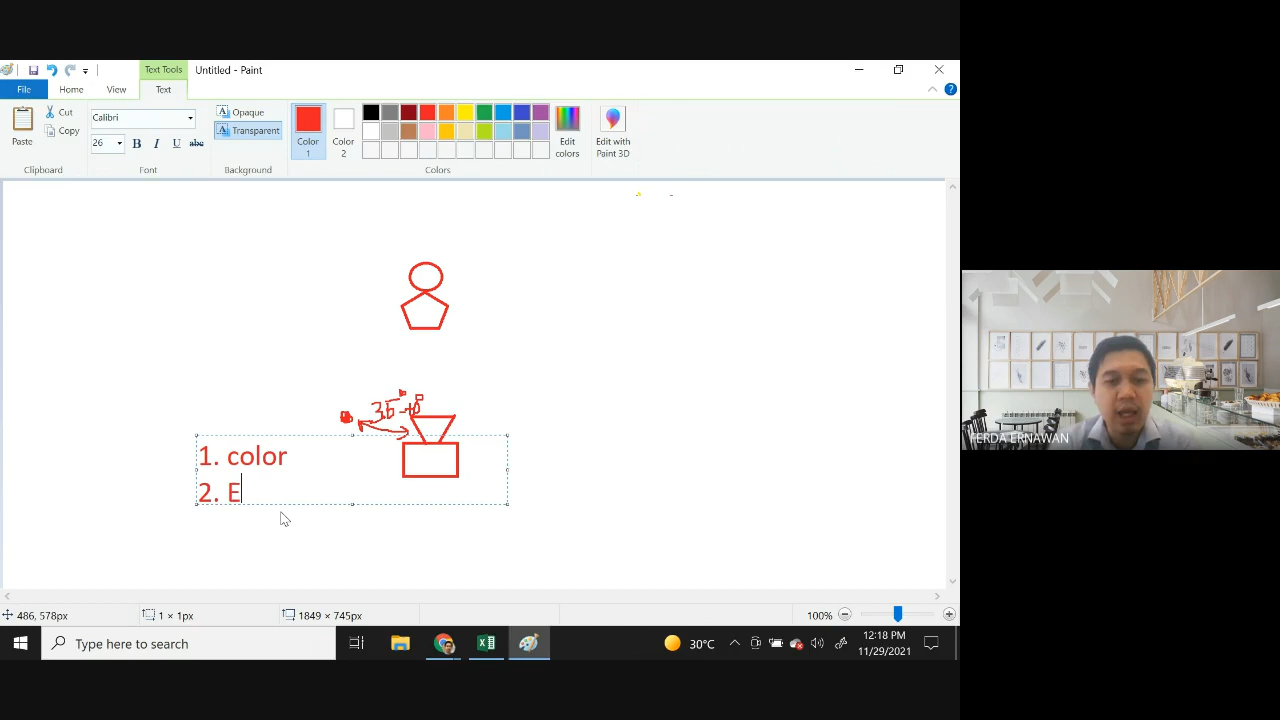 Text Tools
Untitled - Paint
File
Home
View
Text
Paste
Cut
Copy
Clipboard
Calibri
26
B I U abc
Font
Opaque
Transparent
Background
Color 1
Color 2
Edit colors
Edit with Paint 3D
Colors
1. color
2. E
FERDA ERNAWAN
486, 578px
1 × 1px
1849 × 745px
100%
Type here to search
30°C
12:18 PM
11/29/2021